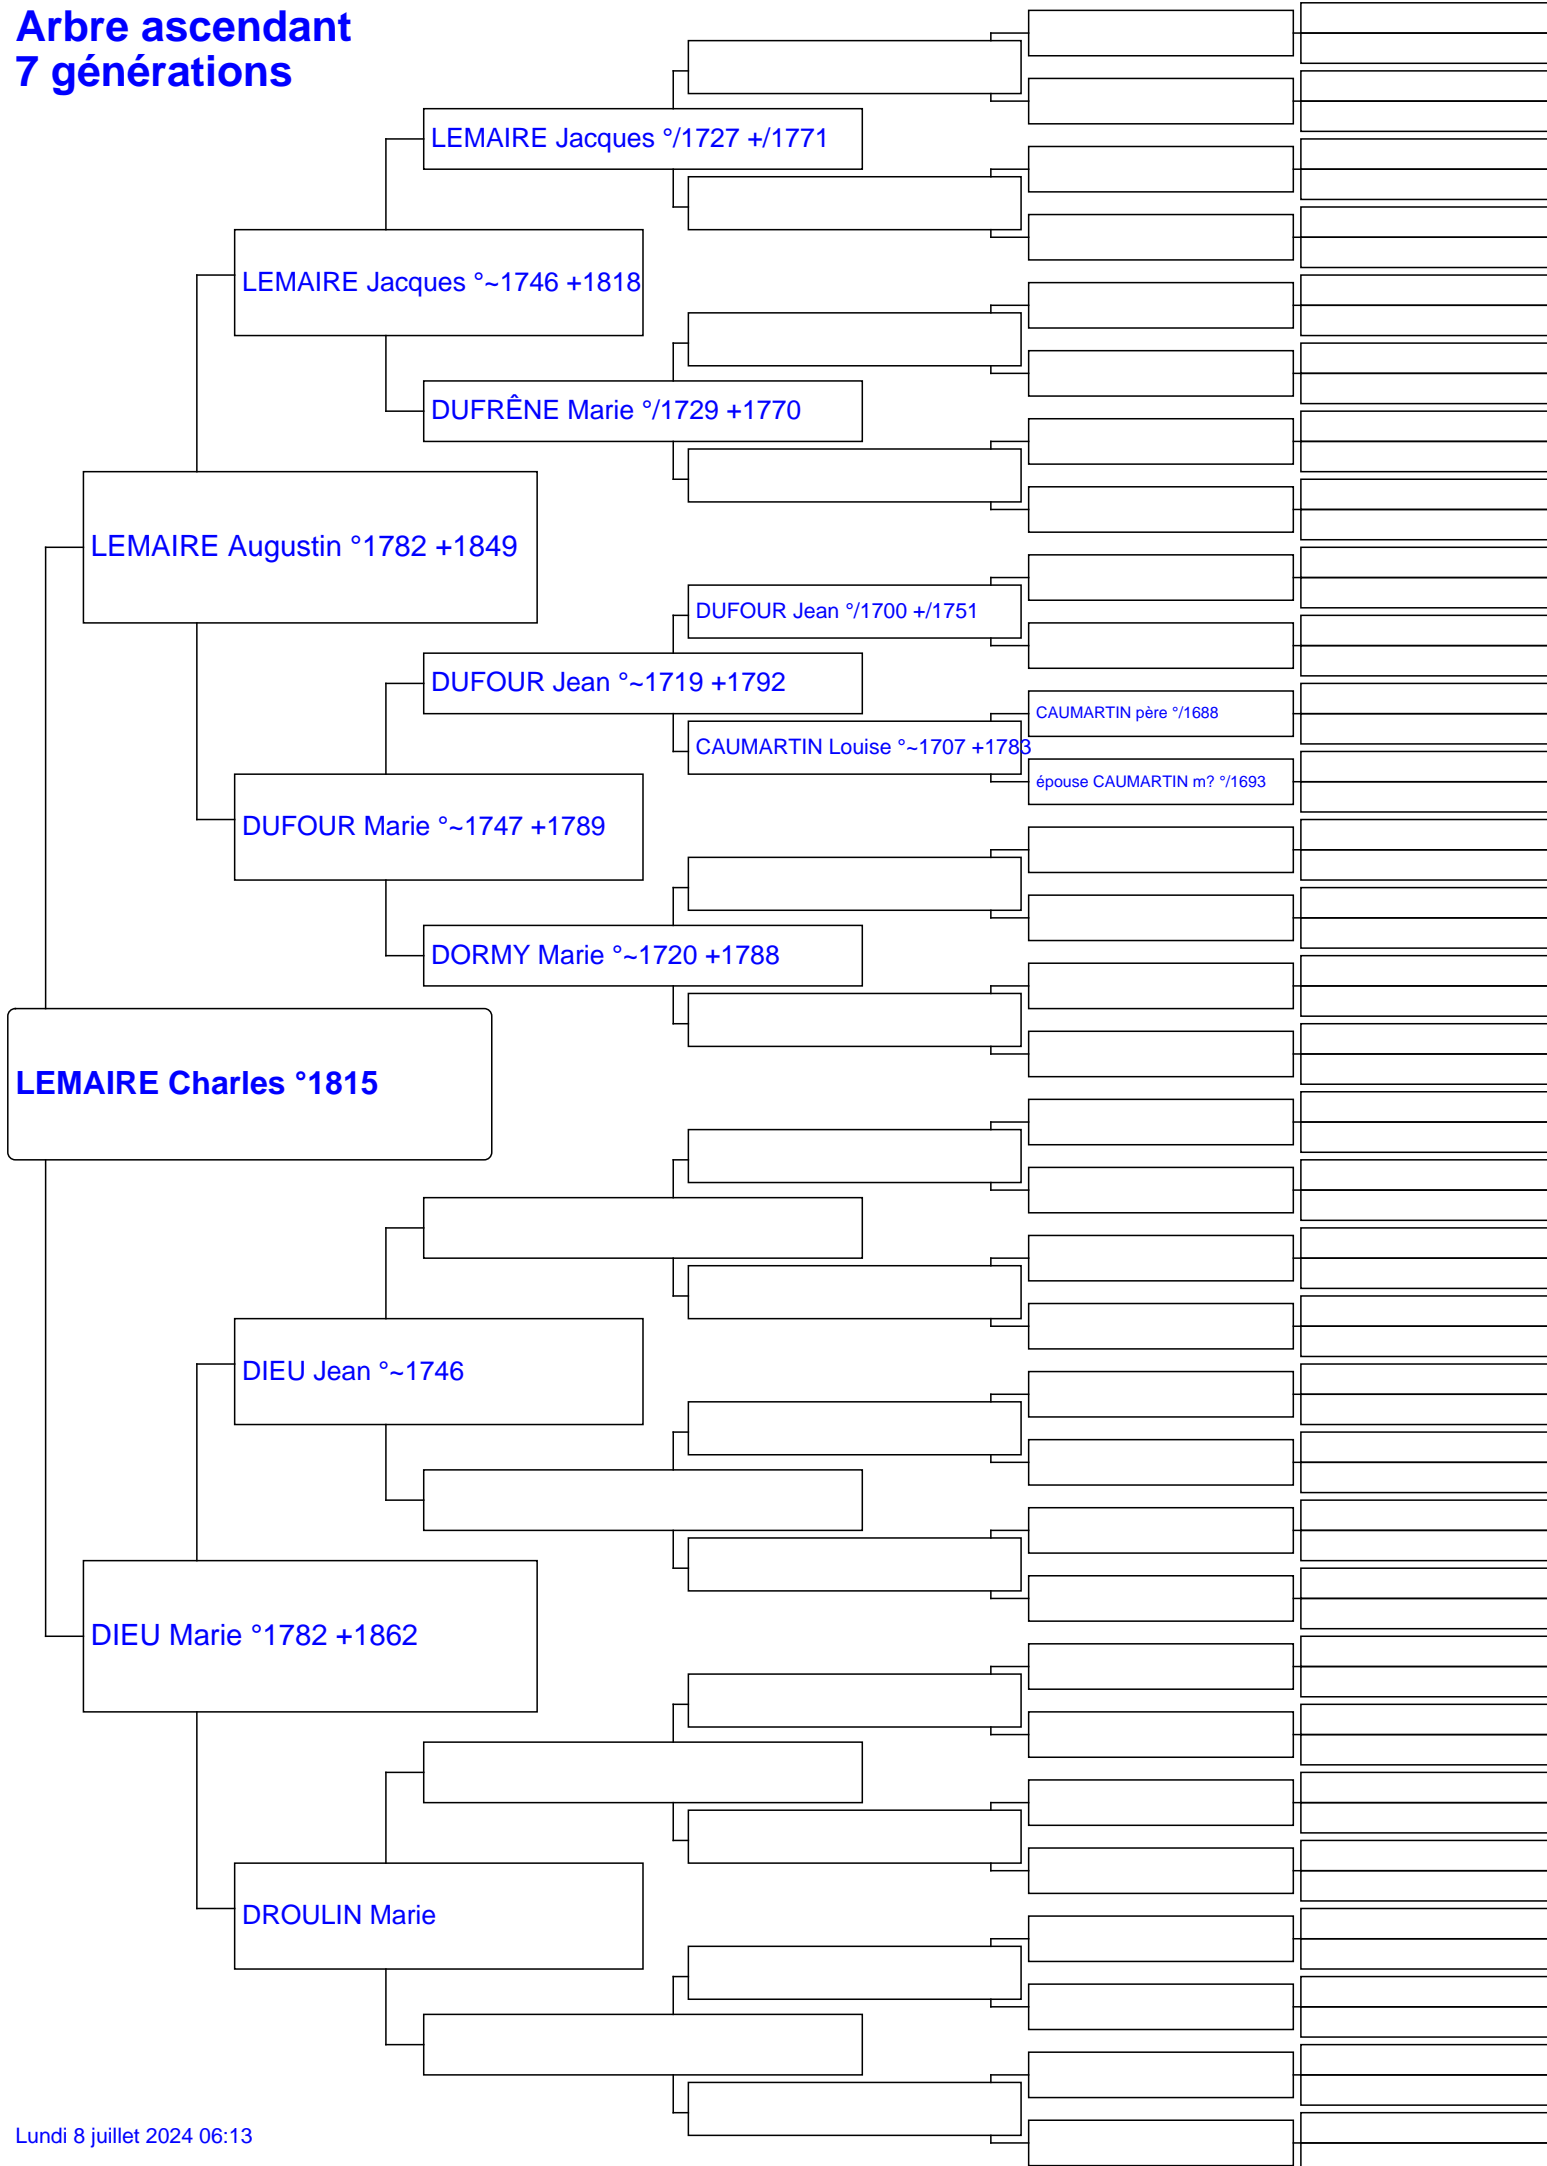 Arbre ascendant
7 générations
LEMAIRE Jacques °/1727 +/1771
LEMAIRE Jacques °~1746 +1818
DUFRÊNE Marie °/1729 +1770
LEMAIRE Augustin °1782 +1849
DUFOUR Jean °/1700 +/1751
DUFOUR Jean °~1719 +1792
CAUMARTIN père °/1688
CAUMARTIN Louise °~1707 +1783
épouse CAUMARTIN m? °/1693
DUFOUR Marie °~1747 +1789
DORMY Marie °~1720 +1788
LEMAIRE Charles °1815
DIEU Jean °~1746
DIEU Marie °1782 +1862
DROULIN Marie
Lundi 8 juillet 2024 06:13